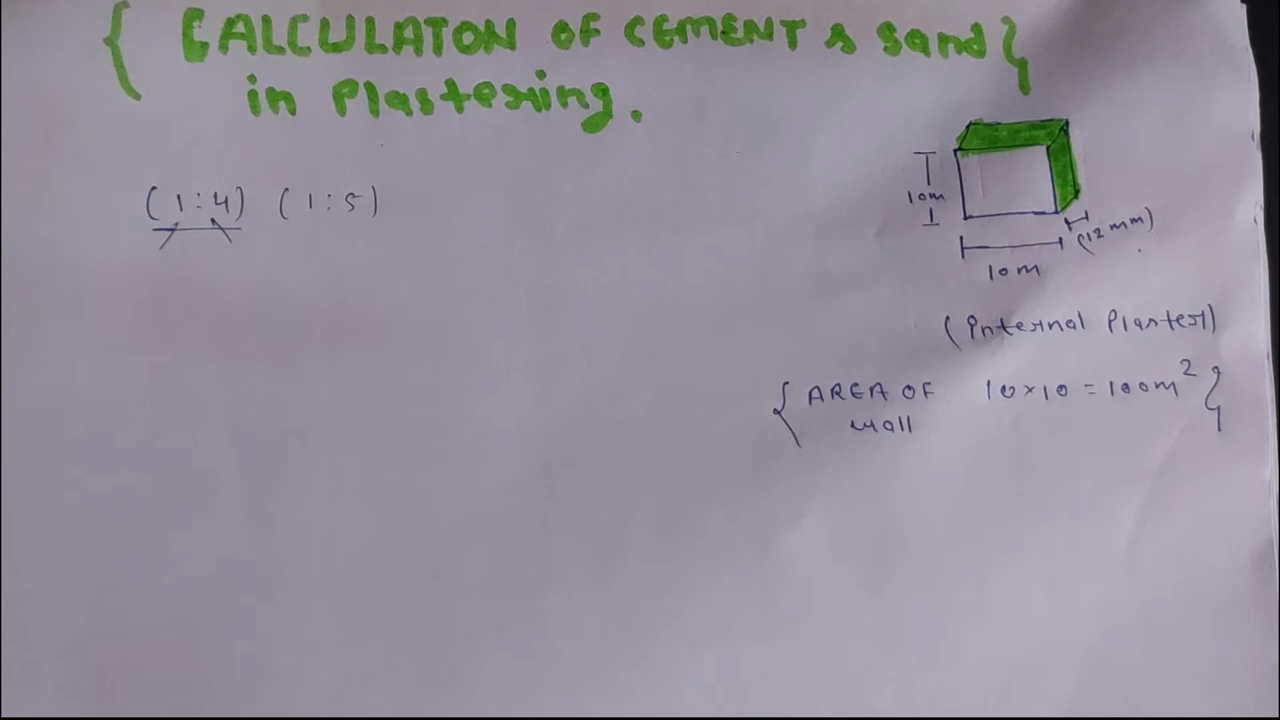 { CALCULATON OF CEMENT & Sand }
in Plastering.
(1:4) (1:5)
10m
(12mm)
10m
(Internal Plaster)
{ AREA OF 10×10 = 100m² }
wall